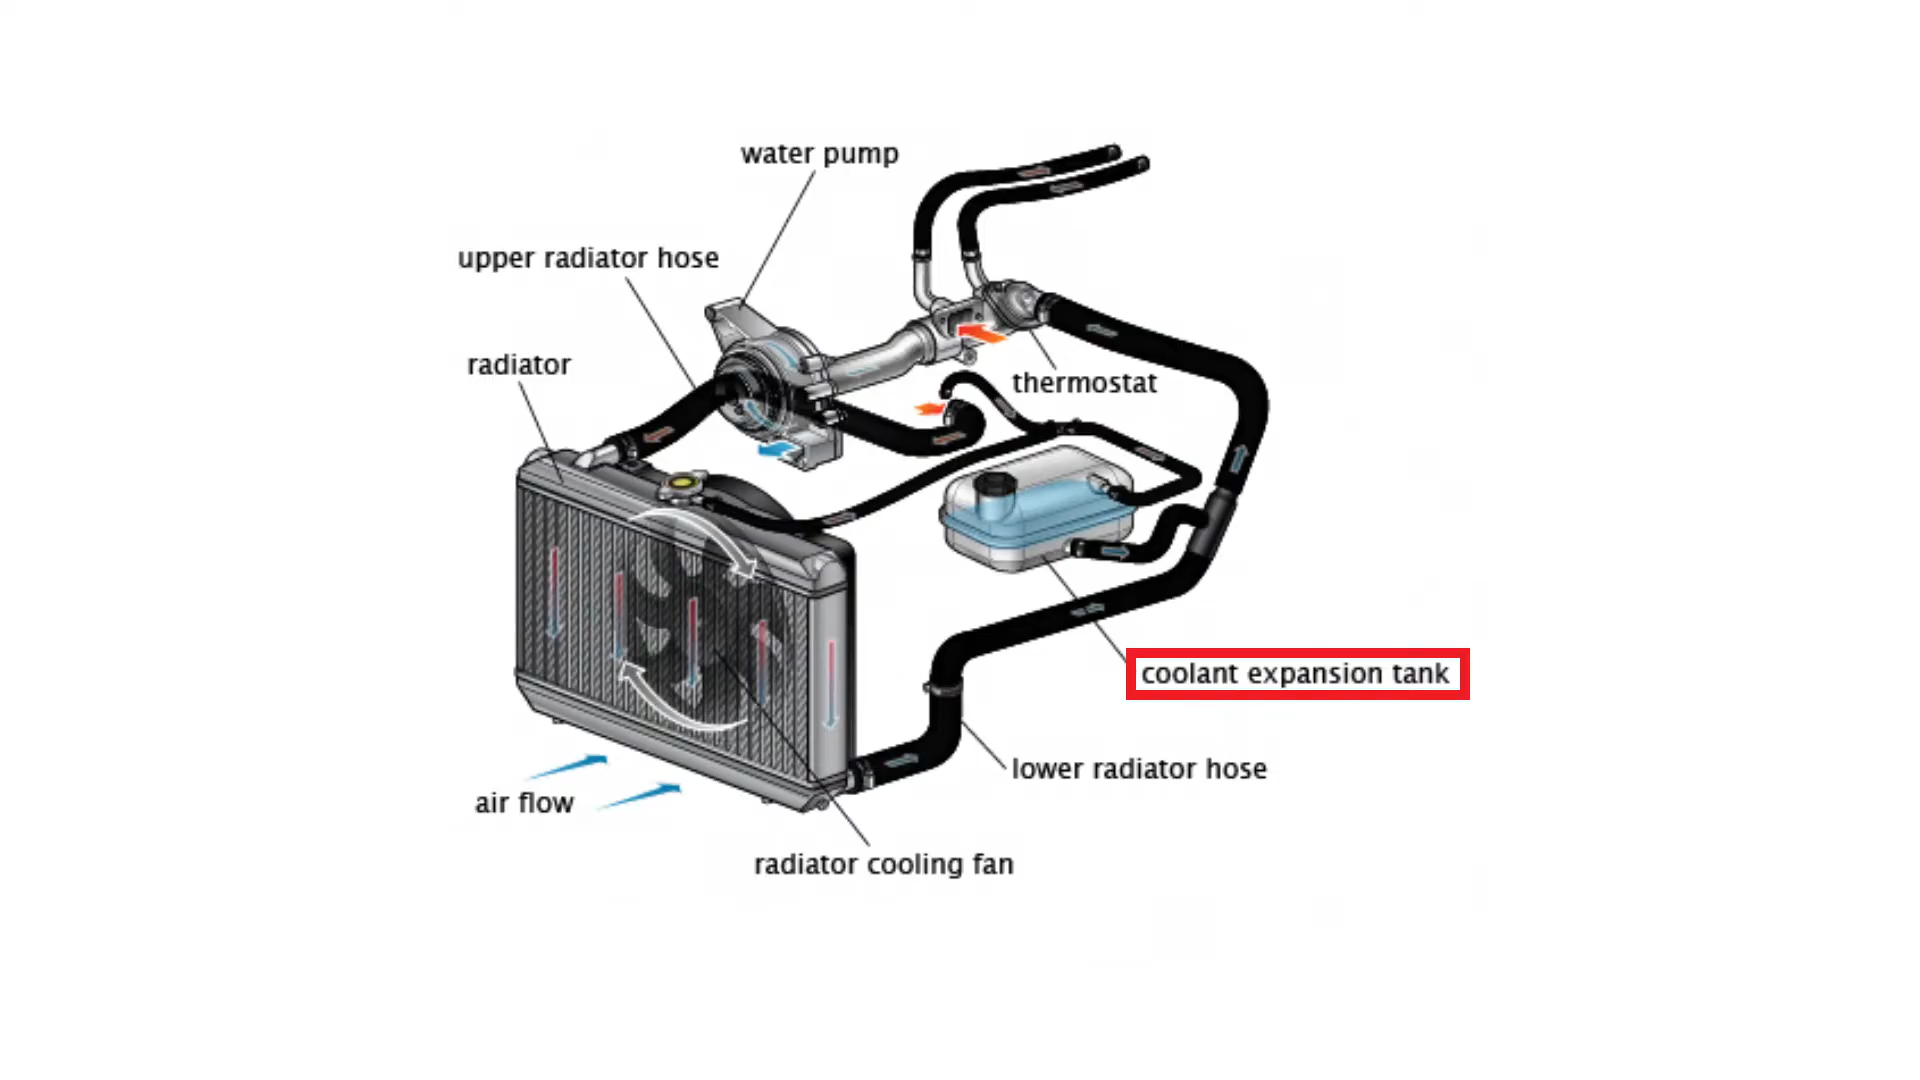 water pump
upper radiator hose
radiator
thermostat
coolant expansion tank
lower radiator hose
air flow
radiator cooling fan